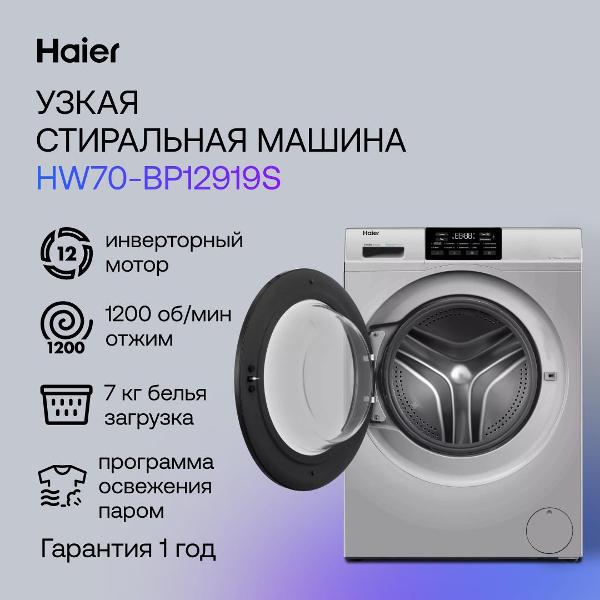 Haier
УЗКАЯ
СТИРАЛЬНАЯ МАШИНА
HW70-BP12919S
12
инверторный
мотор
1200
1200 об/мин
отжим
7 кг белья
загрузка
программа
освежения
паром
Гарантия 1 год
Haier